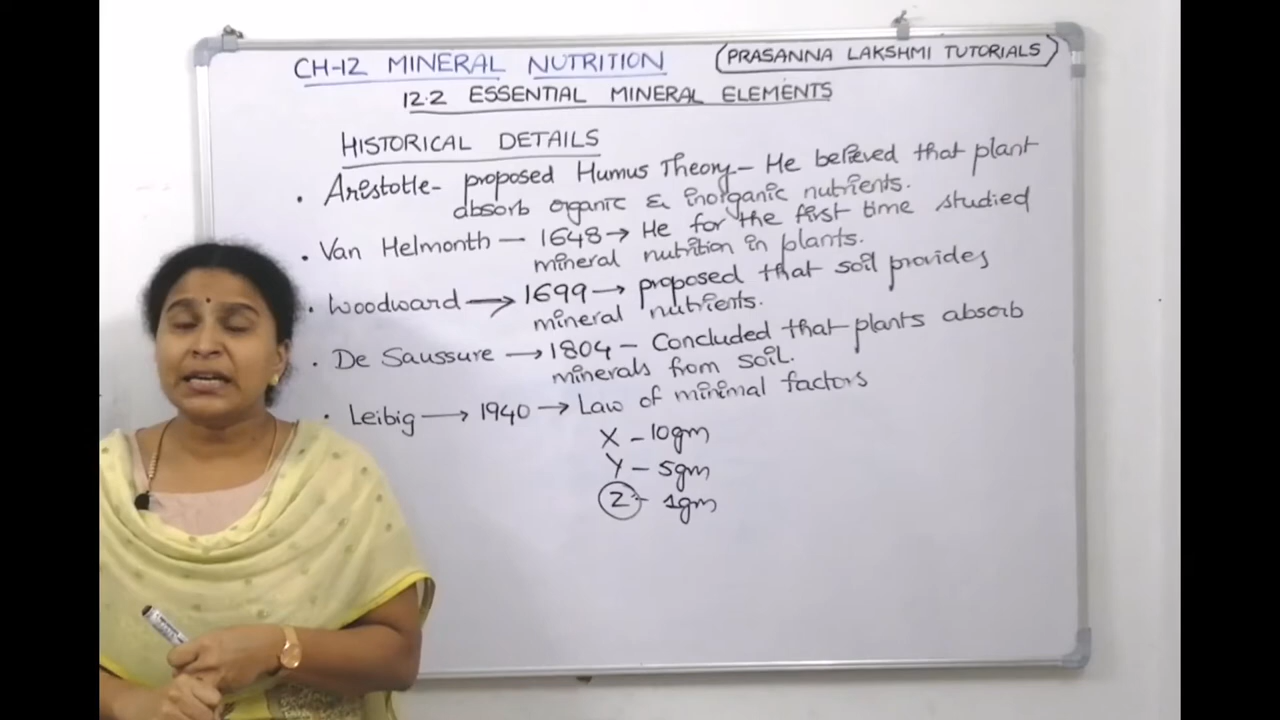 CH-12 MINERAL NUTRITION (PRASANNA LAKSHMI TUTORIALS)
12.2 ESSENTIAL MINERAL ELEMENTS
HISTORICAL DETAILS
• Aristotle- proposed Humus Theory - He believed that plant
absorb organic & inorganic nutrients.
• Van Helmonth - 1648 → He for the first time studied
mineral nutrition in plants.
• Woodward → 1699 → proposed that soil provides
mineral nutrients.
• De Saussure → 1804 - Concluded that plants absorb
minerals from soil.
• Leibig → 1940 → Law of minimal factors
X - 10gm
Y - 5gm
Z - 1gm